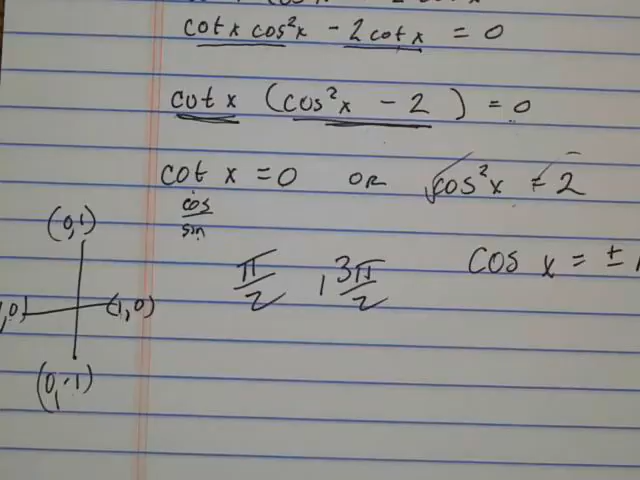 cot x cos²x - 2 cot x = 0
cot x (cos²x - 2) = 0
cot x = 0 OR √cos²x = √2
cos
sin
(0,1)
π/2 , 3π/2
cos x = ±
,0) (1,0)
(0,-1)